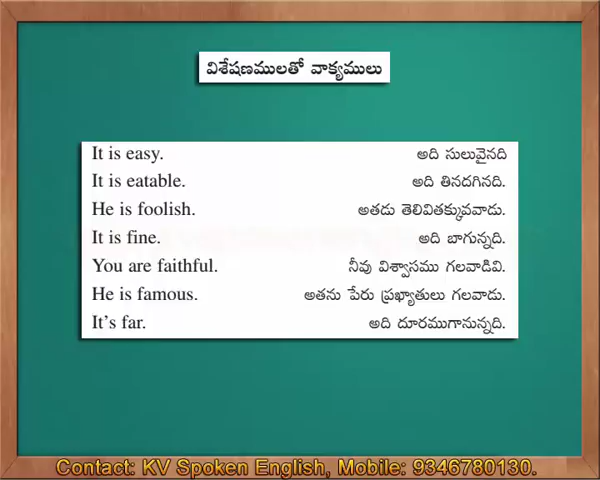 విశేషణములతో వాక్యములు
It is easy. అది సులువైనది
It is eatable. అది తినదగినది.
He is foolish. అతడు తెలివితక్కువవాడు.
It is fine. అది బాగున్నది.
You are faithful. నీవు విశ్వాసము గలవాడివి.
He is famous. అతను పేరు ప్రఖ్యాతులు గలవాడు.
It's far. అది దూరముగానున్నది.
Contact: KV Spoken English, Mobile: 9346780130.